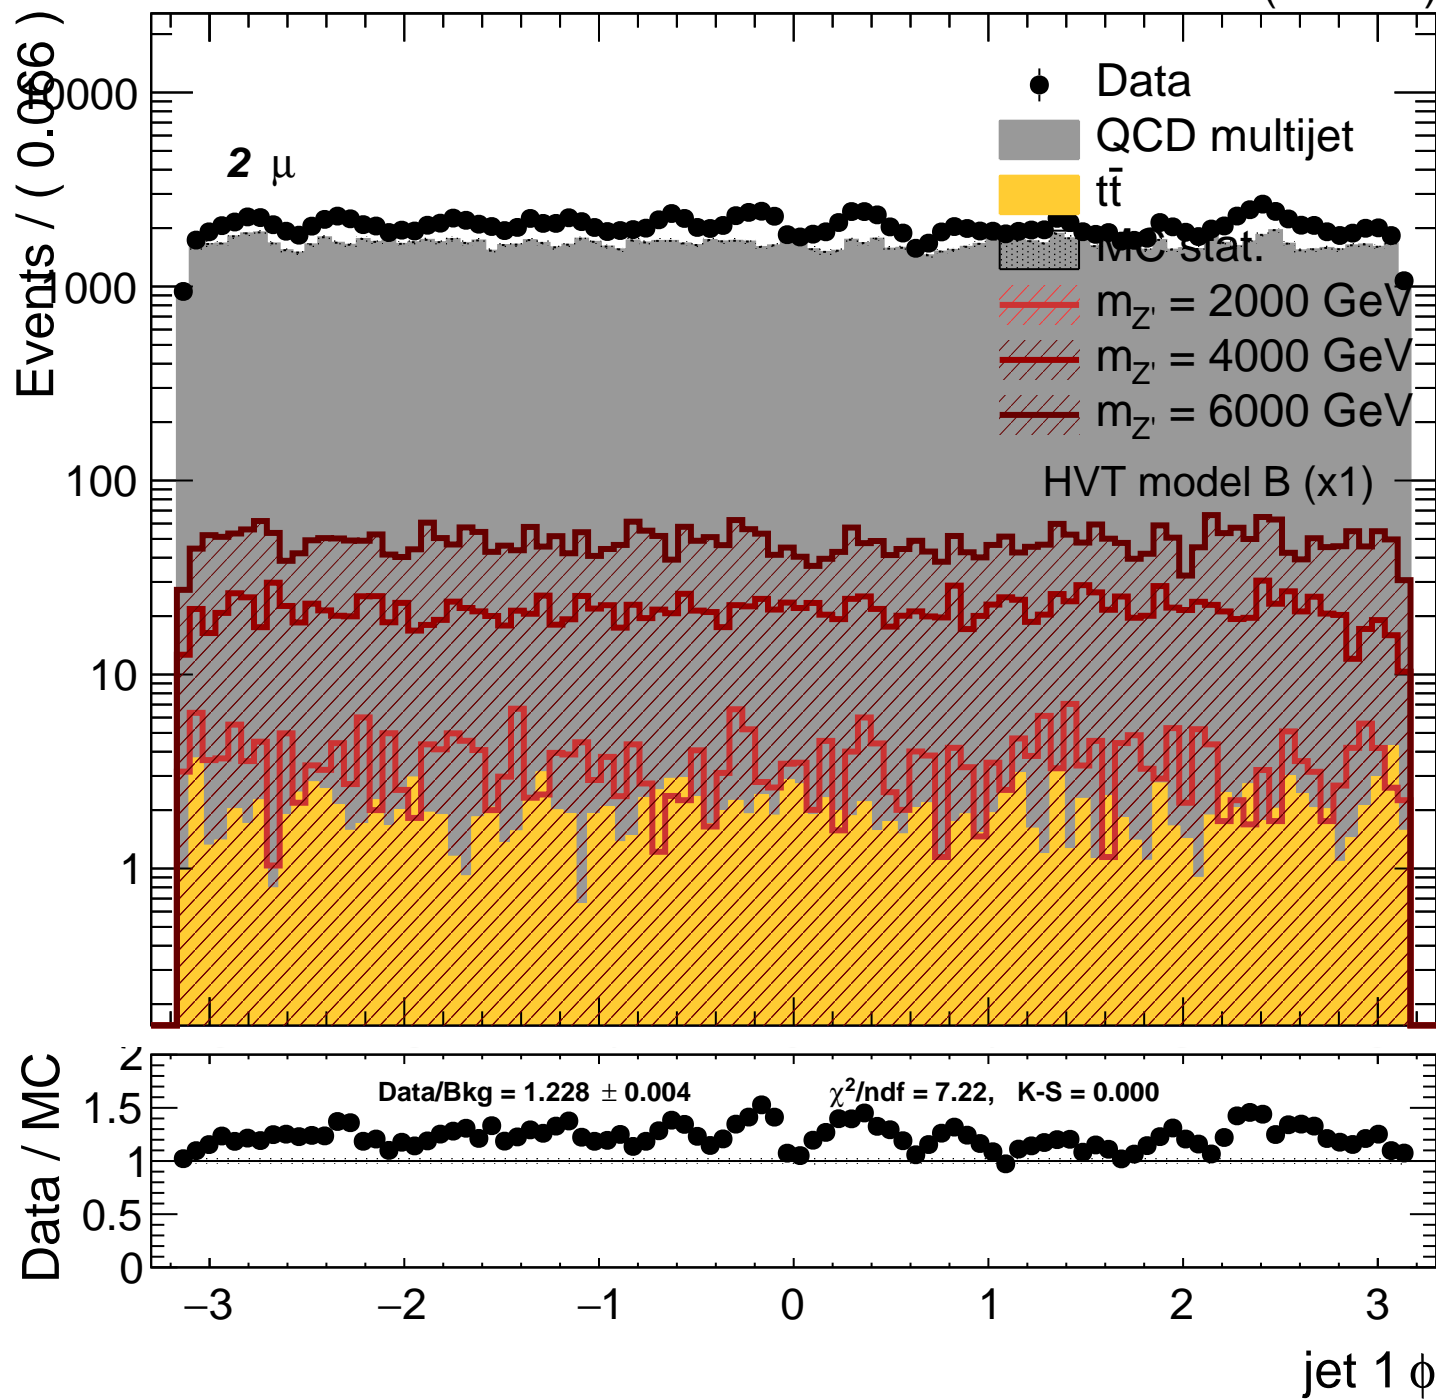 Events / ( 0.066 )
10000
1000
100
10
1
2 μ
Data
QCD multijet
tt̄
MC stat.
m_Z' = 2000 GeV
m_Z' = 4000 GeV
m_Z' = 6000 GeV
HVT model B (x1)
Data / MC
2
1.5
1
0.5
0
Data/Bkg = 1.228 ± 0.004
χ²/ndf = 7.22, K-S = 0.000
−3 −2 −1 0 1 2 3
jet 1 ϕ